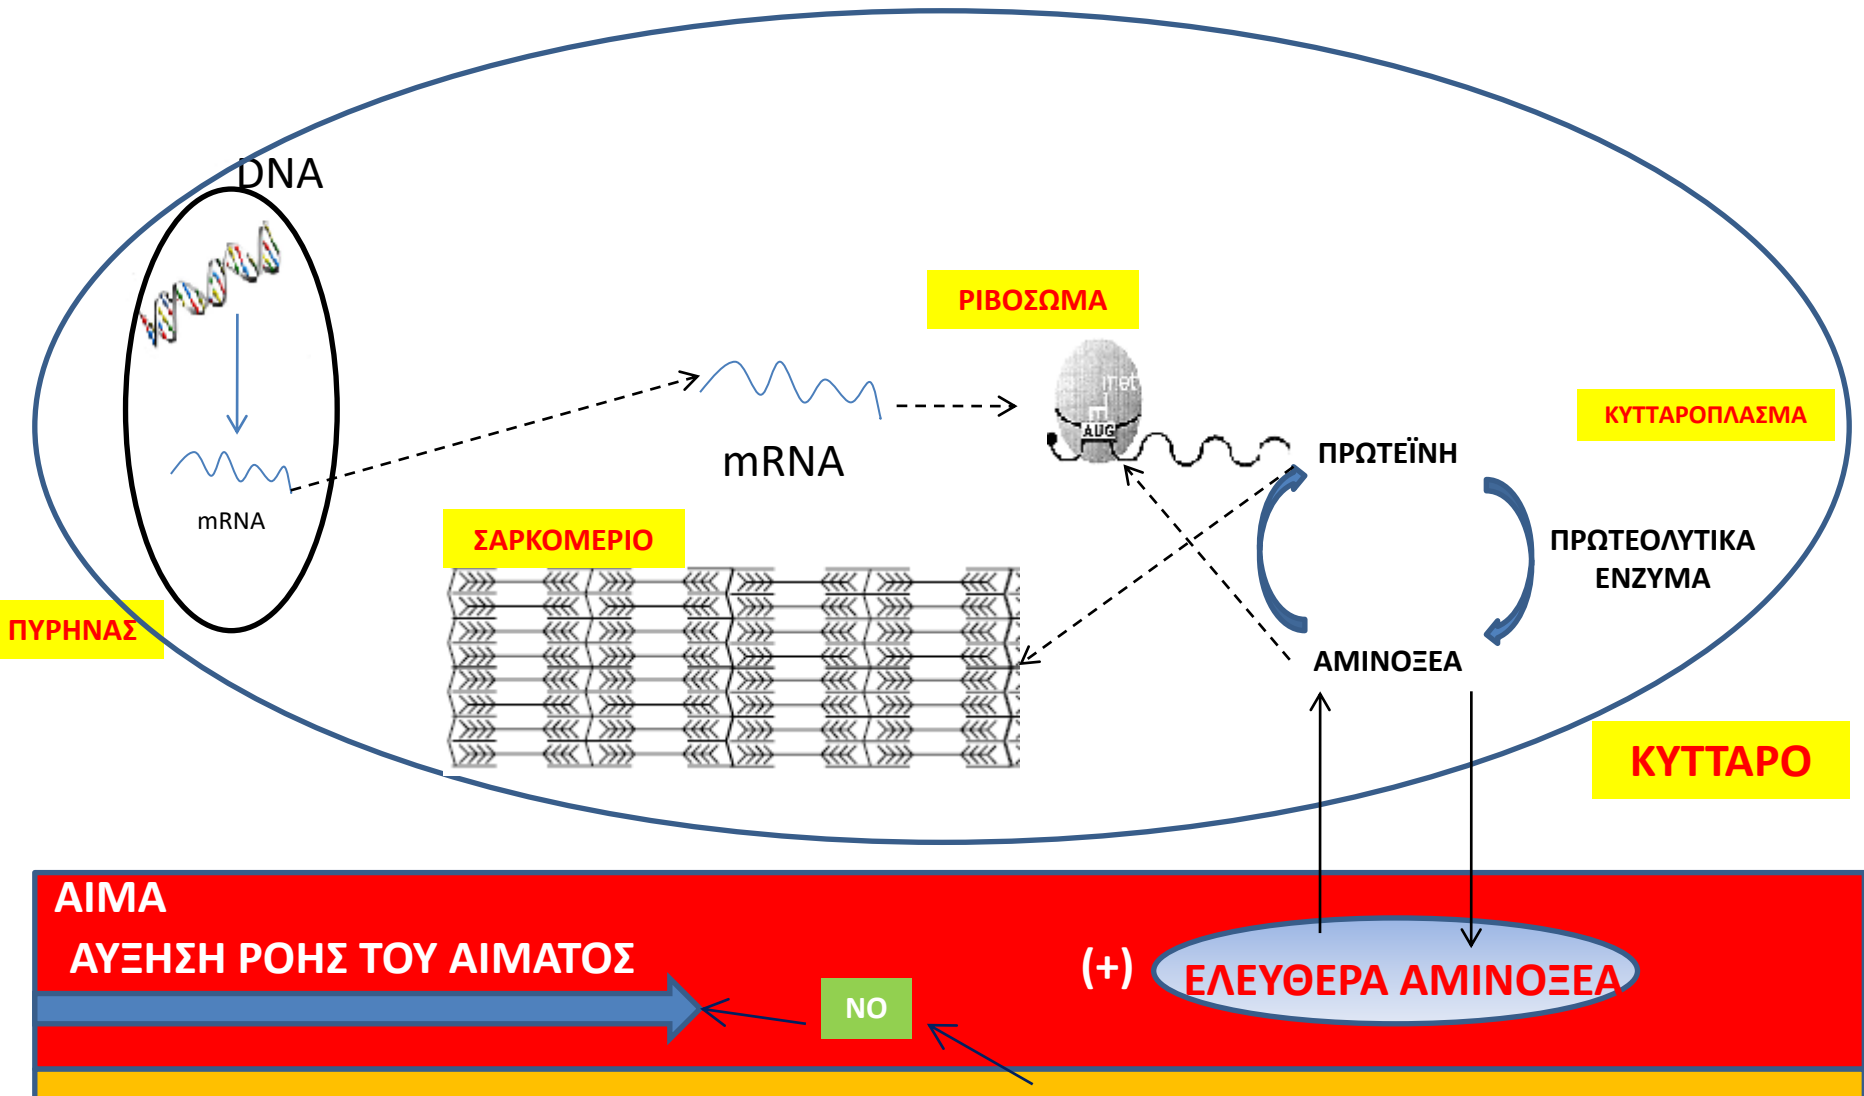 DNA
ΡΙΒΟΣΩΜΑ
met
AUG
ΚΥΤΤΑΡΟΠΛΑΣΜΑ
ΠΡΩΤΕΪΝΗ
mRNA
mRNA
ΣΑΡΚΟΜΕΡΙΟ
ΠΡΩΤΕΟΛΥΤΙΚΑ
ΕΝΖΥΜΑ
ΠΥΡΗΝΑΣ
ΑΜΙΝΟΞΕΑ
ΚΥΤΤΑΡΟ
ΑΙΜΑ
ΑΥΞΗΣΗ ΡΟΗΣ ΤΟΥ ΑΙΜΑΤΟΣ
(+)
ΕΛΕΥΘΕΡΑ ΑΜΙΝΟΞΕΑ
NO